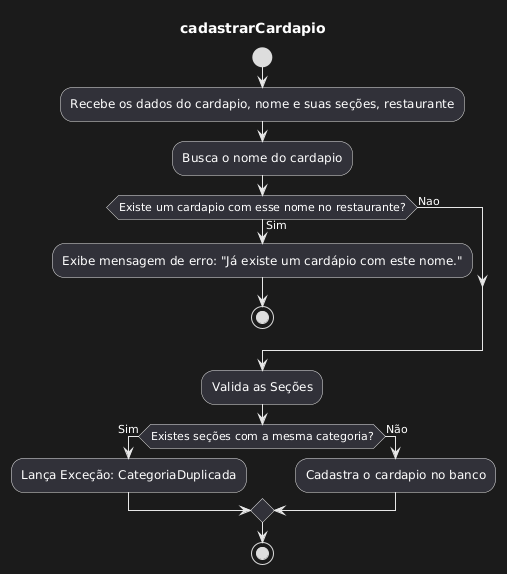 cadastrarCardapio
Recebe os dados do cardapio, nome e suas seções, restaurante
Busca o nome do cardapio
Existe um cardapio com esse nome no restaurante?
Nao
Sim
Exibe mensagem de erro: "Já existe um cardápio com este nome."
Valida as Seções
Sim
Existes seções com a mesma categoria?
Não
Lança Exceção: CategoriaDuplicada
Cadastra o cardapio no banco